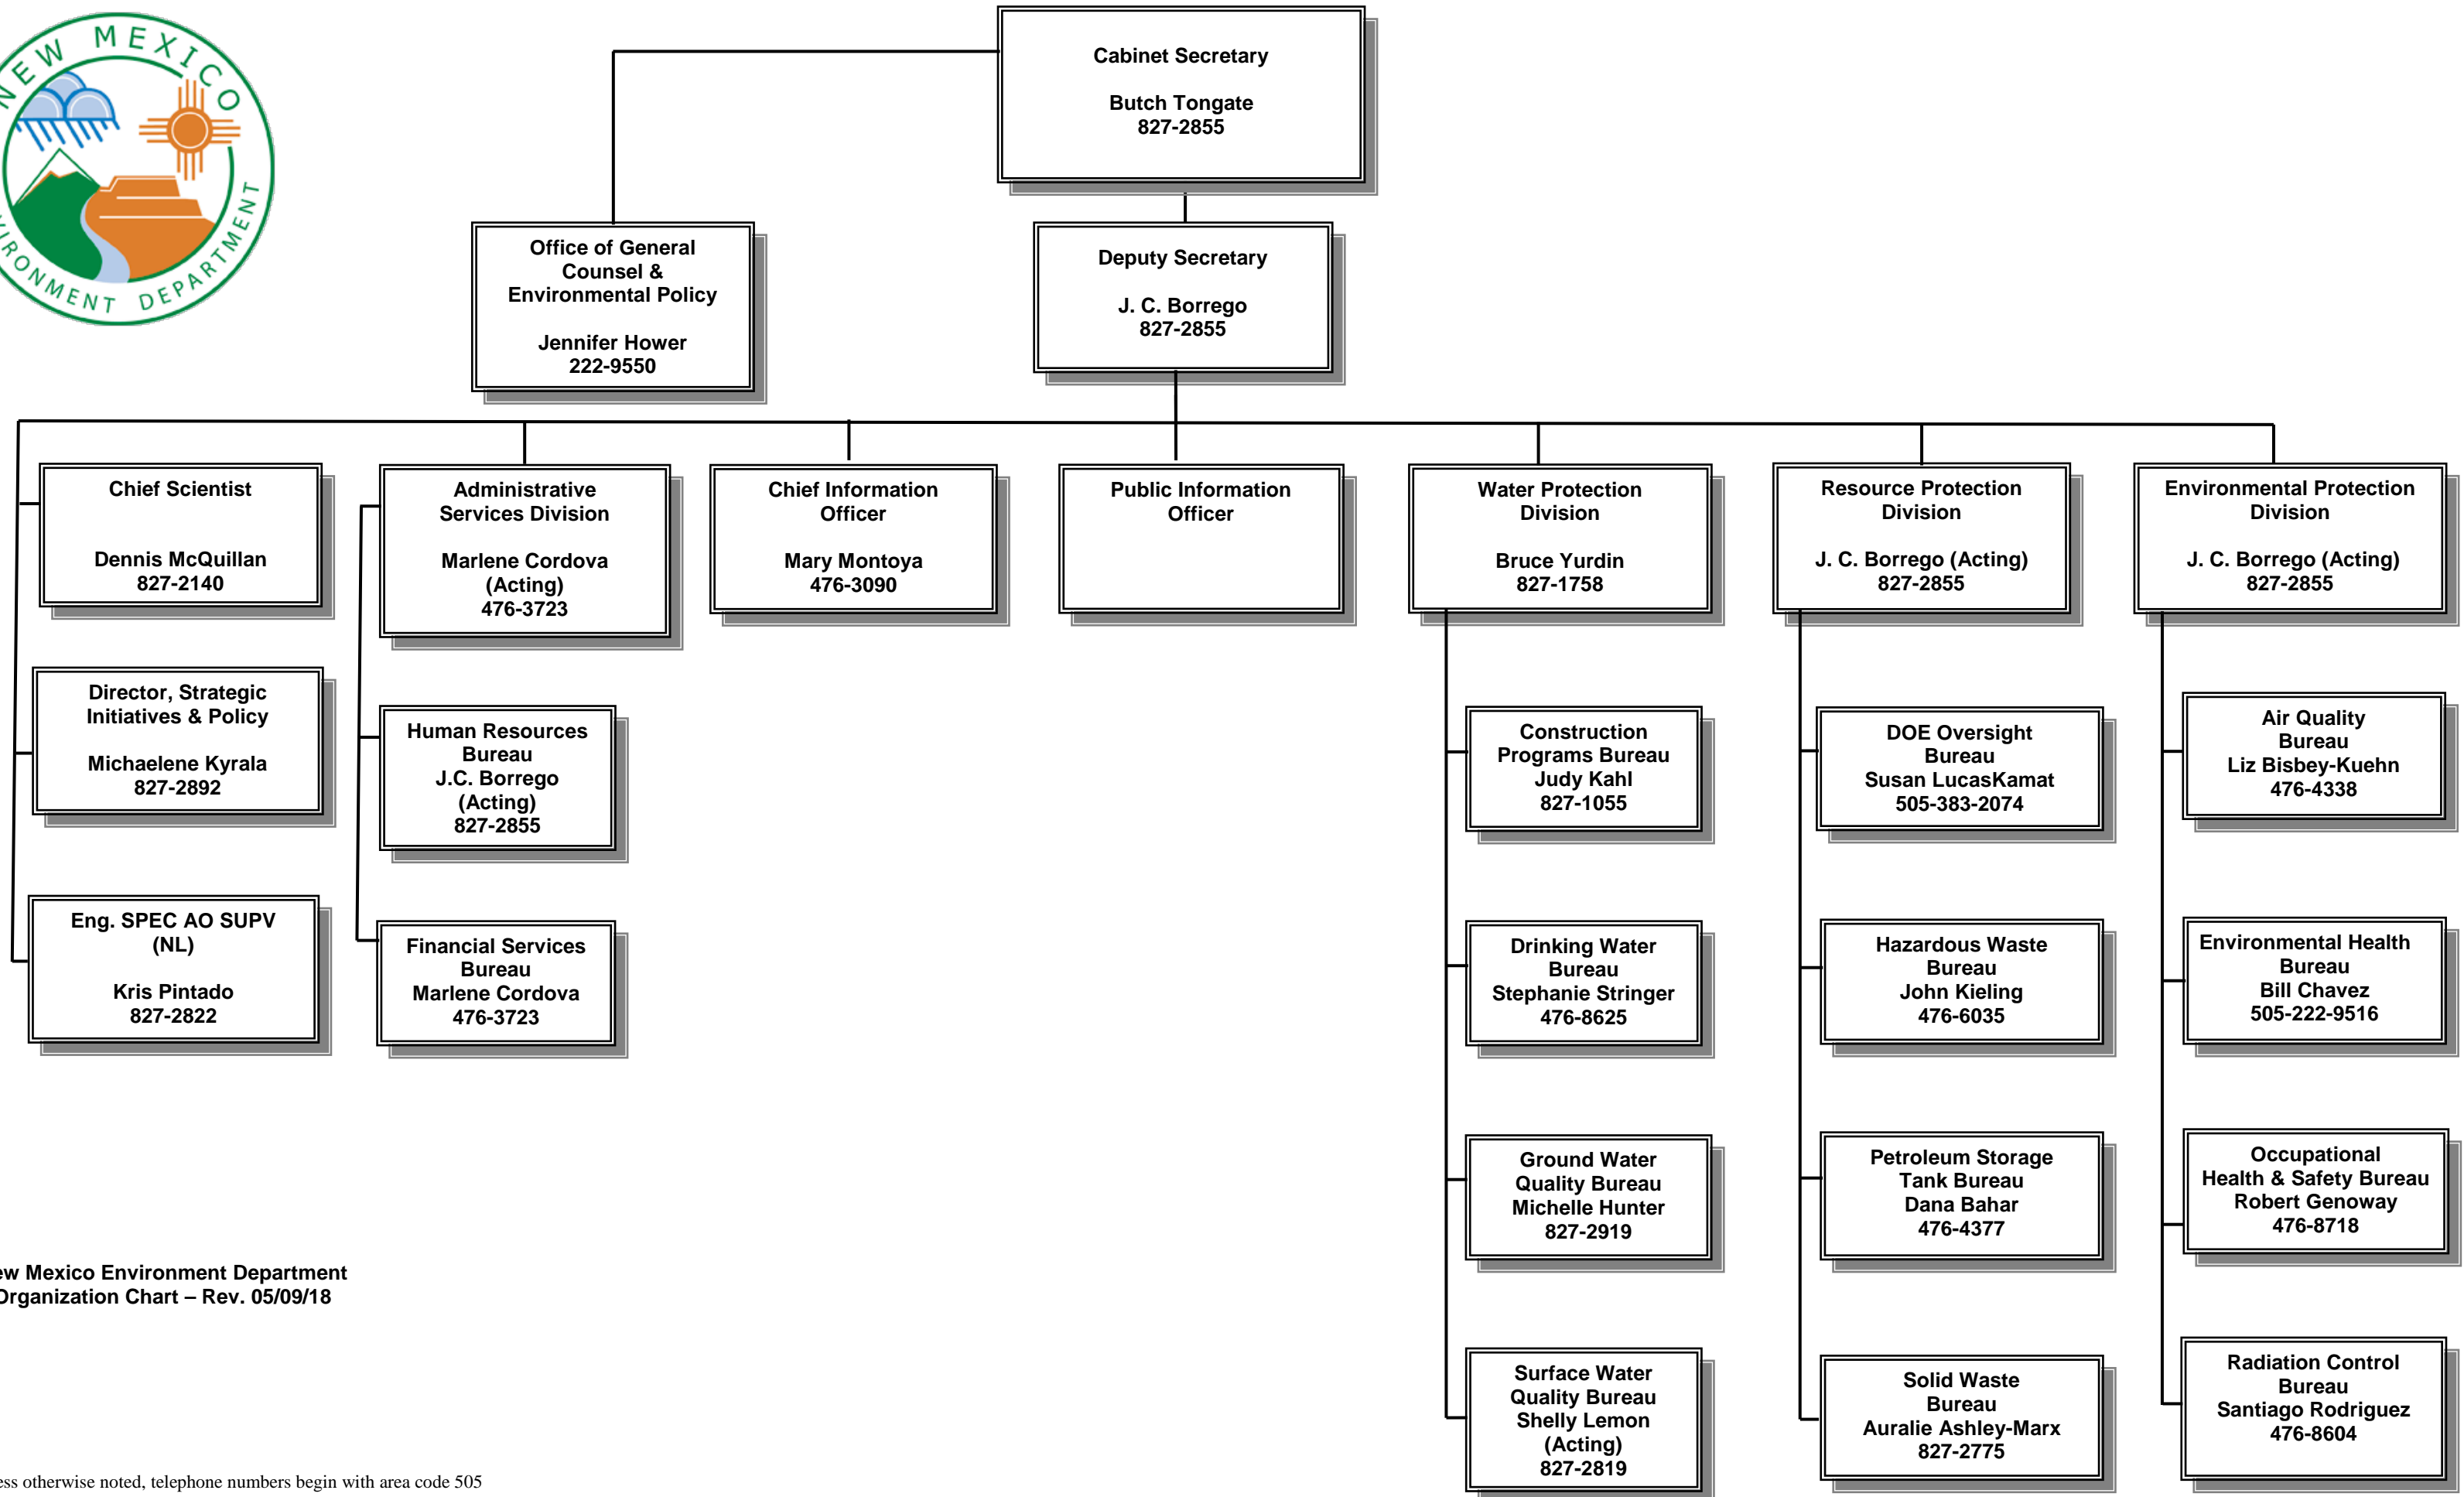 NEW MEXICO
ENVIRONMENT DEPARTMENT
Cabinet Secretary
Butch Tongate
827-2855
Office of General
Counsel &
Environmental Policy
Jennifer Hower
222-9550
Deputy Secretary
J. C. Borrego
827-2855
Chief Scientist
Dennis McQuillan
827-2140
Administrative
Services Division
Marlene Cordova
(Acting)
476-3723
Chief Information
Officer
Mary Montoya
476-3090
Public Information
Officer
Water Protection
Division
Bruce Yurdin
827-1758
Resource Protection
Division
J. C. Borrego (Acting)
827-2855
Environmental Protection
Division
J. C. Borrego (Acting)
827-2855
Director, Strategic
Initiatives & Policy
Michaelene Kyrala
827-2892
Human Resources
Bureau
J.C. Borrego
(Acting)
827-2855
Construction
Programs Bureau
Judy Kahl
827-1055
DOE Oversight
Bureau
Susan LucasKamat
505-383-2074
Air Quality
Bureau
Liz Bisbey-Kuehn
476-4338
Eng. SPEC AO SUPV
(NL)
Kris Pintado
827-2822
Financial Services
Bureau
Marlene Cordova
476-3723
Drinking Water
Bureau
Stephanie Stringer
476-8625
Hazardous Waste
Bureau
John Kieling
476-6035
Environmental Health
Bureau
Bill Chavez
505-222-9516
Ground Water
Quality Bureau
Michelle Hunter
827-2919
Petroleum Storage
Tank Bureau
Dana Bahar
476-4377
Occupational
Health & Safety Bureau
Robert Genoway
476-8718
ew Mexico Environment Department
Organization Chart – Rev. 05/09/18
Surface Water
Quality Bureau
Shelly Lemon
(Acting)
827-2819
Solid Waste
Bureau
Auralie Ashley-Marx
827-2775
Radiation Control
Bureau
Santiago Rodriguez
476-8604
ess otherwise noted, telephone numbers begin with area code 505